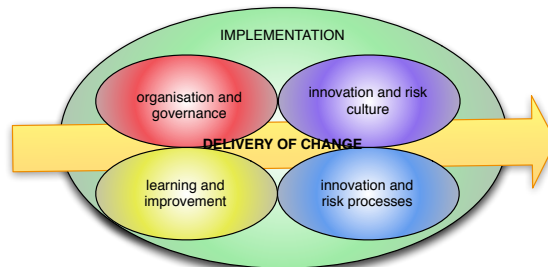 IMPLEMENTATION
organisation and
governance
innovation and risk
culture
DELIVERY OF CHANGE
learning and
improvement
innovation and
risk processes